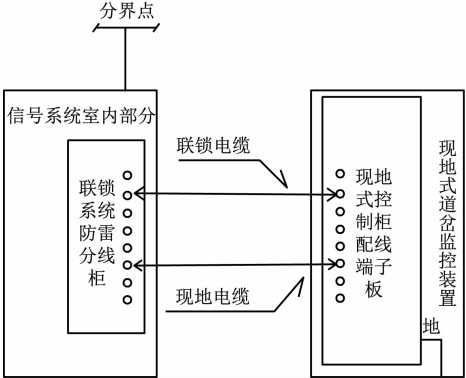 分界点
信号系统室内部分
联锁
系统
防雷
分线
柜
联锁电缆
现地电缆
现地
式控
制柜
配线
端子
板
现地式道岔监控装置
地